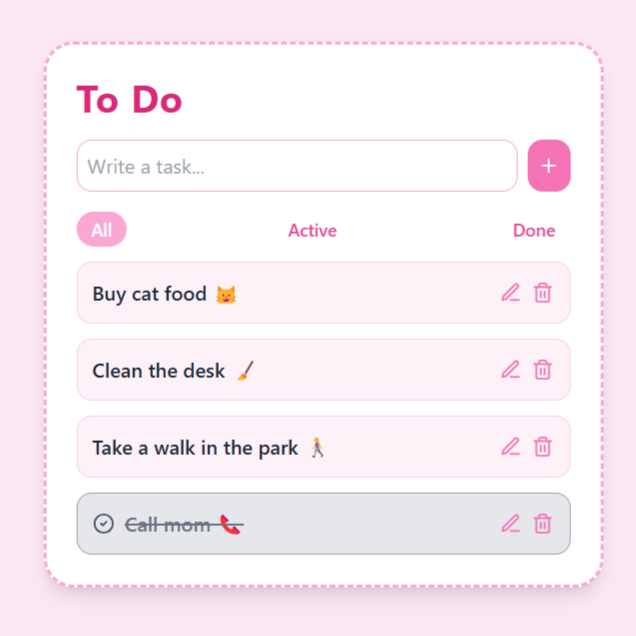 To Do
Write a task...
All Active Done
Buy cat food 🐱
Clean the desk 🧹
Take a walk in the park 🚶‍♀️
Call mom 📞